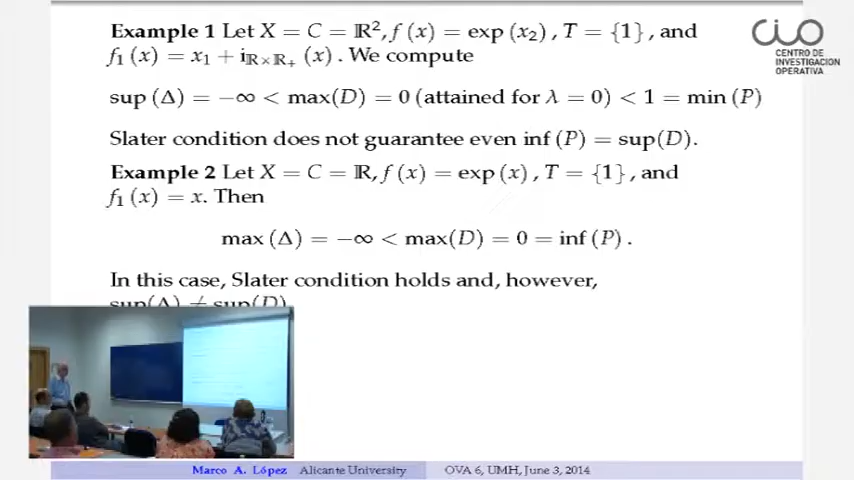 Example 1 Let X = C = ℝ², f (x) = exp (x₂) , T = {1} , and
f₁ (x) = x₁ + i_{ℝ×ℝ₊} (x) . We compute
sup (Δ) = −∞ < max(D) = 0 (attained for λ = 0) < 1 = min (P)
Slater condition does not guarantee even inf (P) = sup(D).
Example 2 Let X = C = ℝ, f (x) = exp (x) , T = {1} , and
f₁ (x) = x. Then
max (Δ) = −∞ < max(D) = 0 = inf (P) .
In this case, Slater condition holds and, however,
sup(Δ) ≠ sup(D)
cio
CENTRO DE
INVESTIGACION
OPERATIVA
Marco A. López Alicante University OVA 6, UMH, June 3, 2014